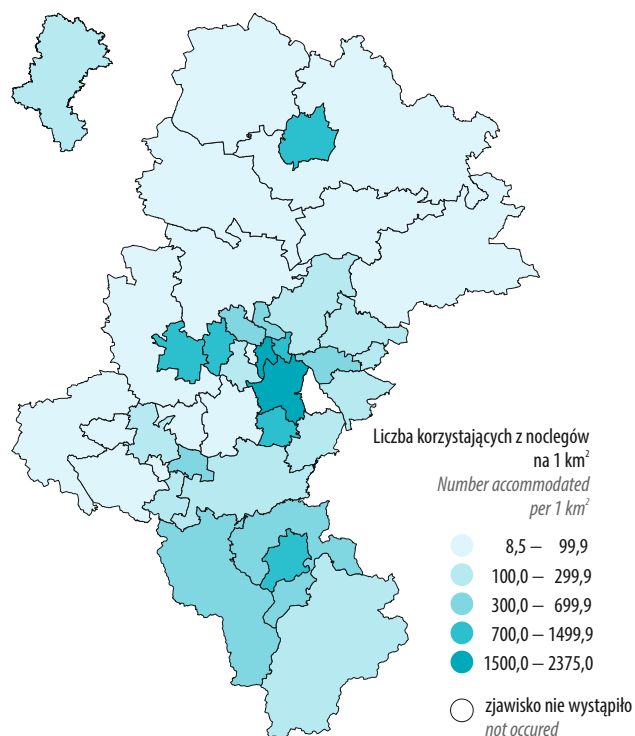 Liczba korzystających z noclegów
na 1 km²
Number accommodated
per 1 km²
8,5 – 99,9
100,0 – 299,9
300,0 – 699,9
700,0 – 1499,9
1500,0 – 2375,0
zjawisko nie wystąpiło
not occured